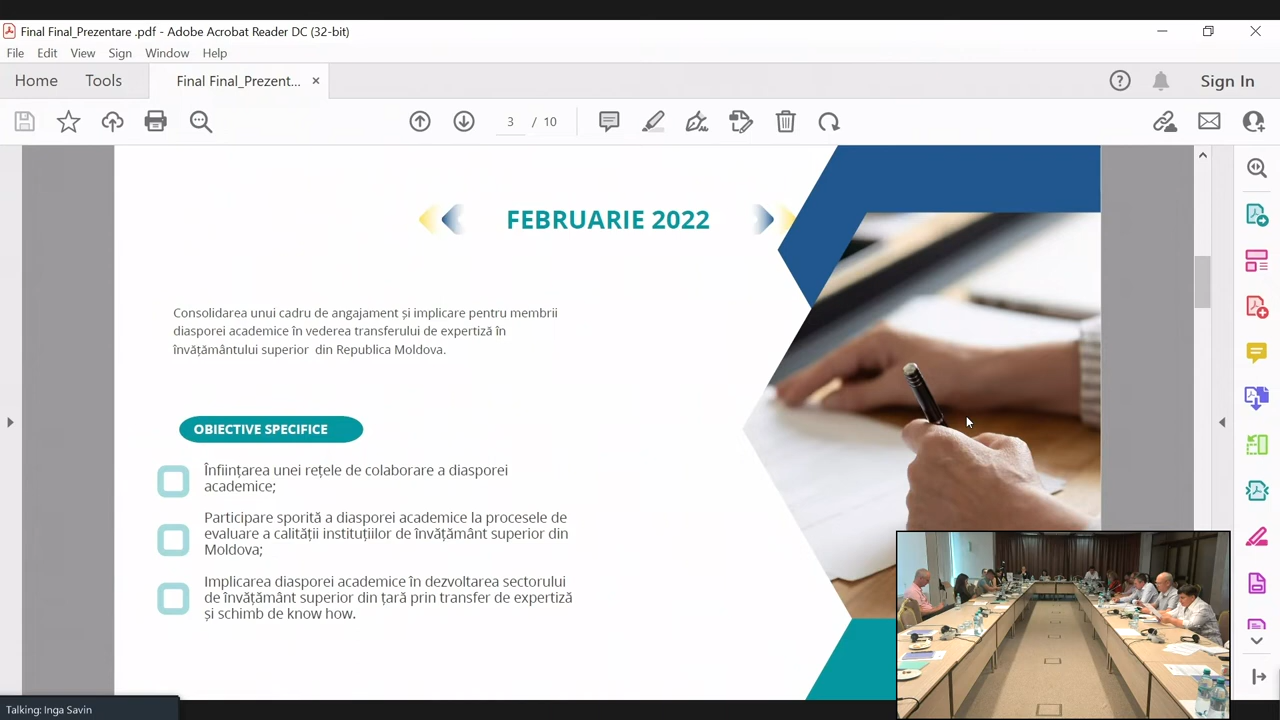 Final Final_Prezentare .pdf - Adobe Acrobat Reader DC (32-bit)
File Edit View Sign Window Help
Home Tools Final Final_Prezent... × Sign In
3 / 10
FEBRUARIE 2022
Consolidarea unui cadru de angajament și implicare pentru membrii
diasporei academice în vederea transferului de expertiză în
învățământului superior din Republica Moldova.
OBIECTIVE SPECIFICE
Înființarea unei rețele de colaborare a diasporei
academice;
Participare sporită a diasporei academice la procesele de
evaluare a calității instituțiilor de învățământ superior din
Moldova;
Implicarea diasporei academice în dezvoltarea sectorului
de învățământ superior din țară prin transfer de expertiză
și schimb de know how.
Talking: Inga Savin